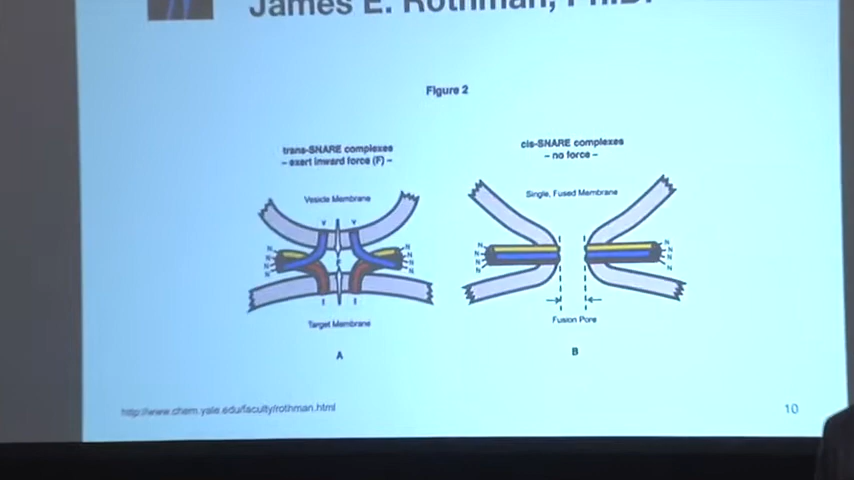 James E. Rothman, Ph.D.
Figure 2
trans-SNARE complexes
– exert inward force (F) –
cis-SNARE complexes
– no force –
Vesicle Membrane
Single, Fused Membrane
V V
N N
N N
N N
N N
F
N N
N N
N N
N N
t t
Target Membrane
Fusion Pore
A
B
http://www.chem.yale.edu/faculty/rothman.html
10